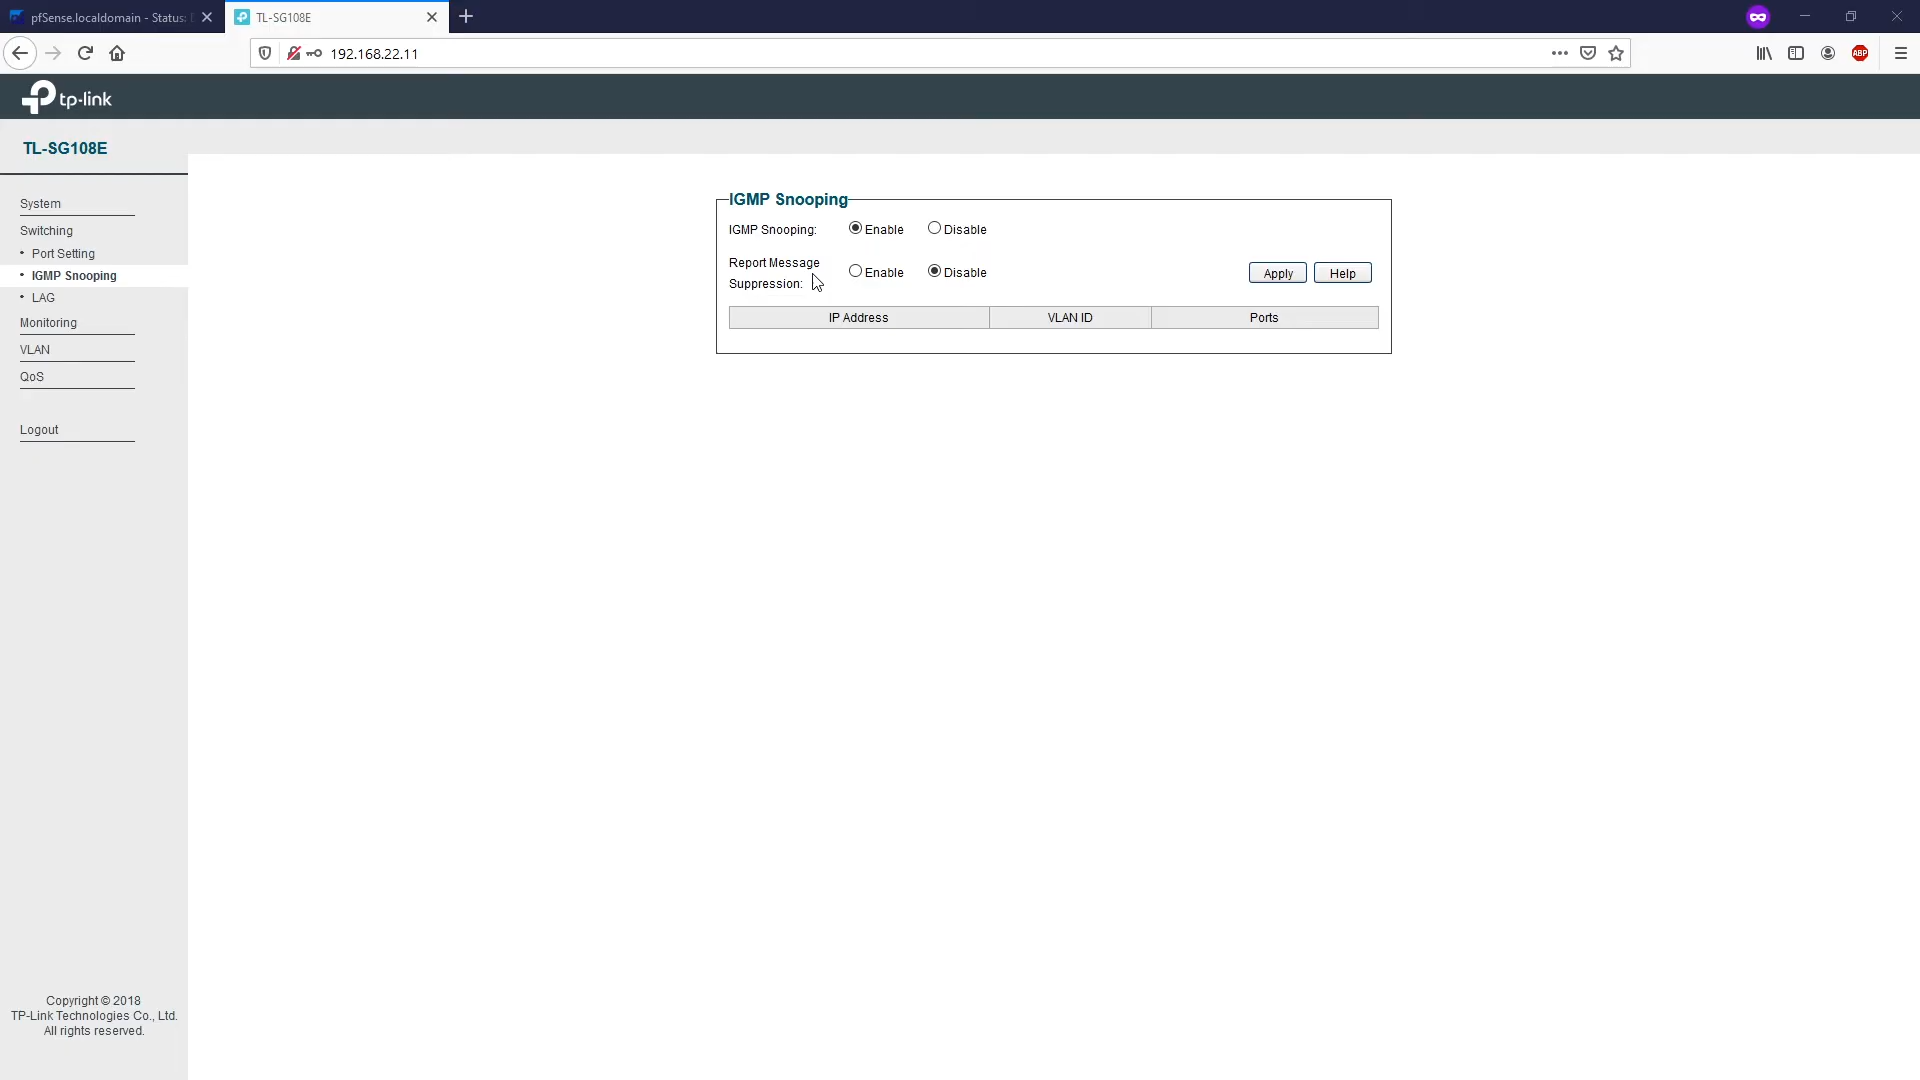 pfSense.localdomain - Status:
TL-SG108E
192.168.22.11
ABP
tp-link
TL-SG108E
System
Switching
Port Setting
IGMP Snooping
LAG
Monitoring
VLAN
QoS
Logout
IGMP Snooping
IGMP Snooping: Enable Disable
Report Message
Suppression: Enable Disable Apply Help
IP Address VLAN ID Ports
Copyright © 2018
TP-Link Technologies Co., Ltd.
All rights reserved.